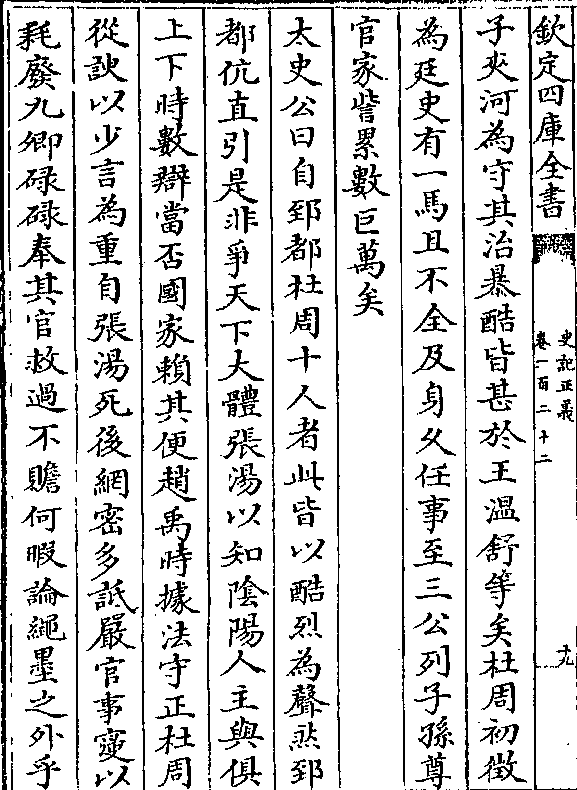 欽定四庫全書
史記正義
卷一百二十二
十九
子夾河為守其治暴酷皆甚於王溫舒等矣杜周初徴
為廷史有一馬且不全及身久任事至三公列子孫尊
官家訾累數巨萬矣
太史公曰自郅都杜周十人者此皆以酷烈為聲然郅
都伉直引是非爭天下大體張湯以知陰陽人主與俱
上下時數辯當否國家賴其便趙禹時據法守正杜周
從諛以少言為重自張湯死後網密多詆嚴官事寖以
耗廢九卿碌碌奉其官救過不贍何暇論繩墨之外乎